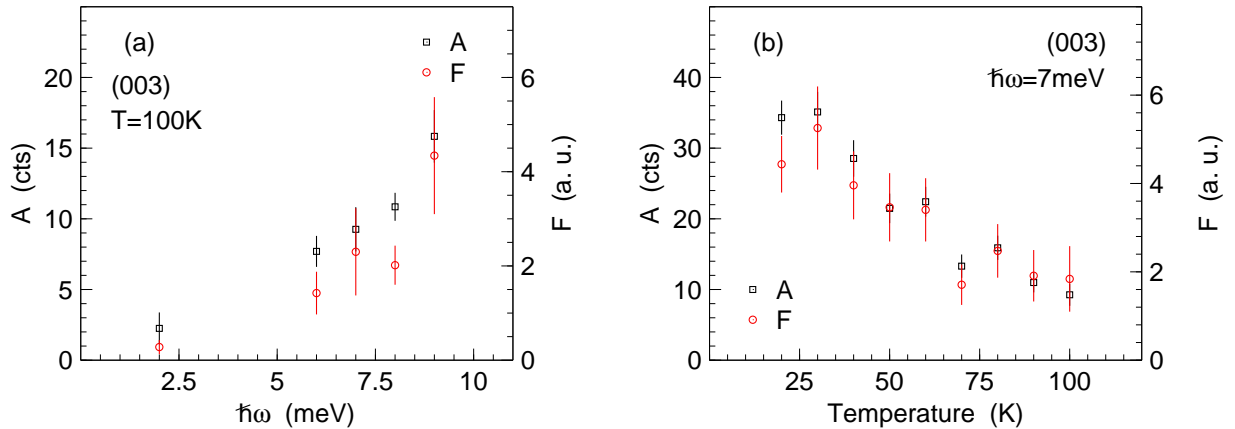 (a)
(003)
T=100K
A
F
A (cts)
0
5
10
15
20
F (a. u.)
0
2
4
6
2.5
5
7.5
10
ħω (meV)
(b)
(003)
ħω=7meV
A
F
A (cts)
0
10
20
30
40
F (a. u.)
0
2
4
6
25
50
75
100
Temperature (K)